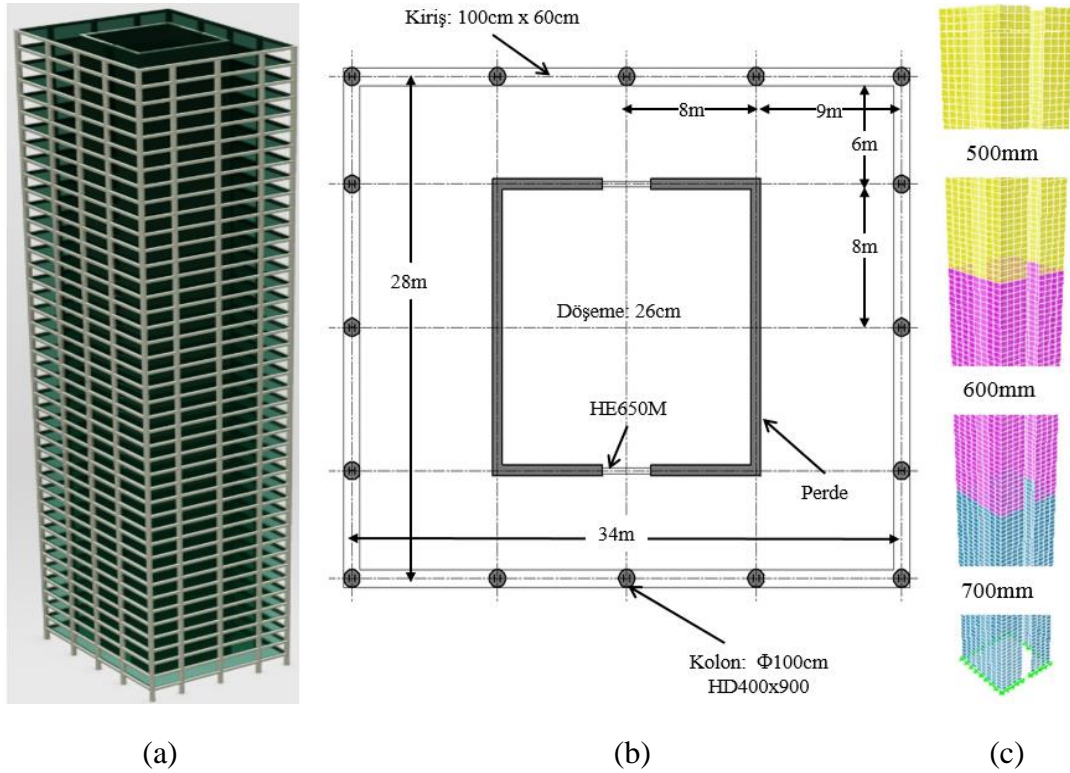 Kiriş: 100cm x 60cm
8m
9m
6m
8m
28m
Döşeme: 26cm
HE650M
Perde
34m
Kolon: Φ100cm
HD400x900
500mm
600mm
700mm
(a)
(b)
(c)